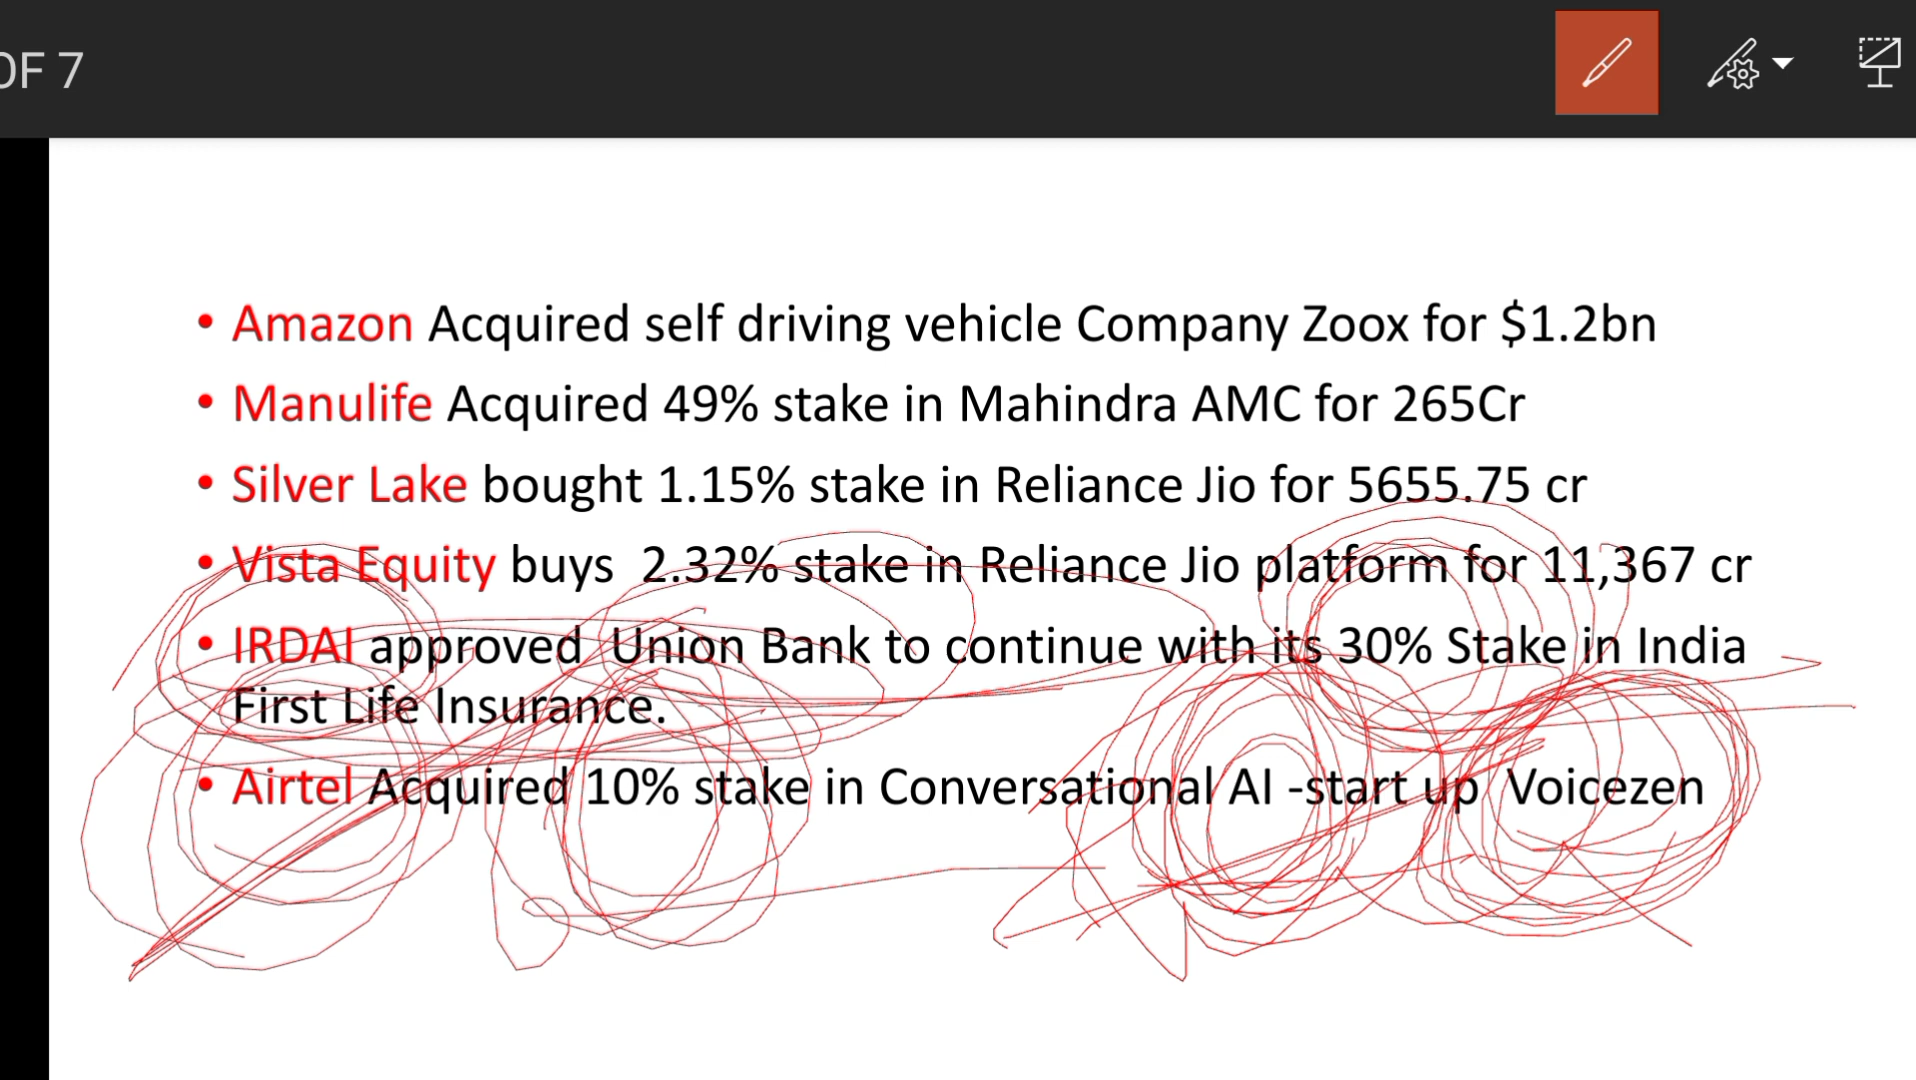 OF 7
• Amazon Acquired self driving vehicle Company Zoox for $1.2bn
• Manulife Acquired 49% stake in Mahindra AMC for 265Cr
• Silver Lake bought 1.15% stake in Reliance Jio for 5655.75 cr
• Vista Equity buys 2.32% stake in Reliance Jio platform for 11,367 cr
• IRDAI approved Union Bank to continue with its 30% Stake in India
First Life Insurance.
• Airtel Acquired 10% stake in Conversational AI -start up Voicezen